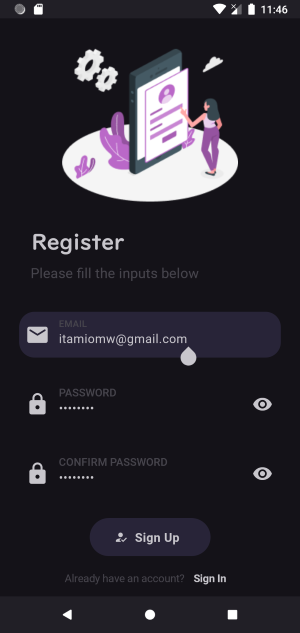 11:46
Register
Please fill the inputs below
EMAIL
itamiomw@gmail.com
PASSWORD
••••••••
CONFIRM PASSWORD
••••••••
Sign Up
Already have an account? Sign In